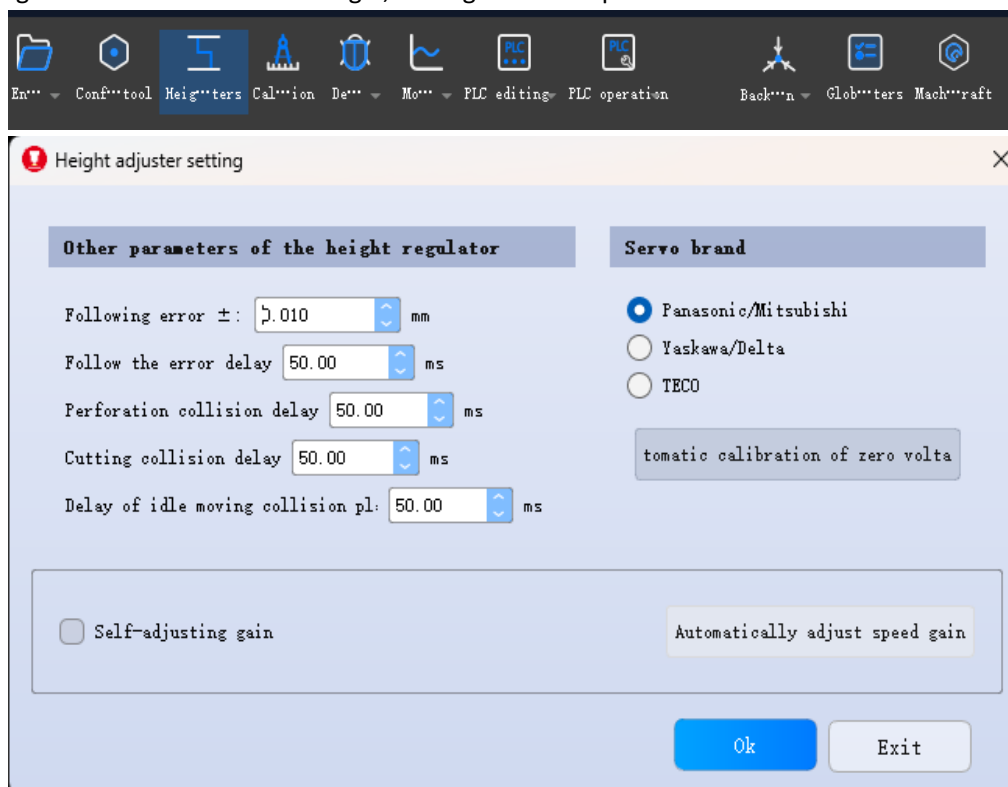 PLC
PLC
En··· Conf···tool Heig···ters Cal···ion De··· Mo··· PLC editing PLC operation Back···n Glob···ters Mach···raft
Height adjuster setting
Other parameters of the height regulator
Servo brand
Following error ±: 0.010 mm
Panasonic/Mitsubishi
Follow the error delay 50.00 ms
Yaskawa/Delta
Perforation collision delay 50.00 ms
TECO
Cutting collision delay 50.00 ms
tomatic calibration of zero volta
Delay of idle moving collision pl: 50.00 ms
Self-adjusting gain
Automatically adjust speed gain
Ok
Exit